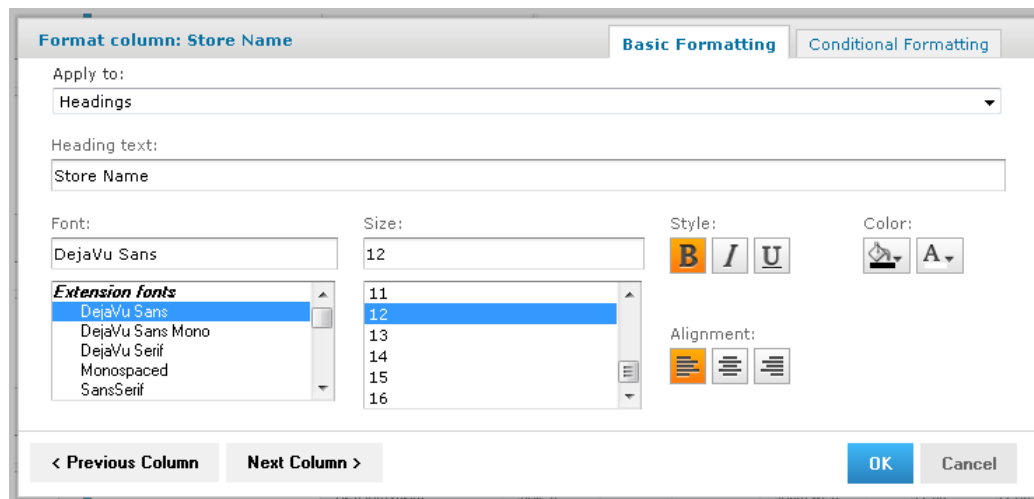 Format column: Store Name
Basic Formatting
Conditional Formatting
Apply to:
Headings
Heading text:
Store Name
Font:
Size:
Style:
Color:
DejaVu Sans
12
B I U
A
Extension fonts
DejaVu Sans
DejaVu Sans Mono
DejaVu Serif
Monospaced
SansSerif
11
12
13
14
15
16
Alignment:
< Previous Column
Next Column >
OK
Cancel